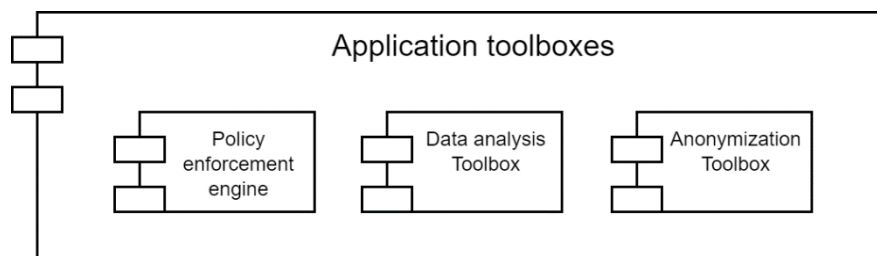 Application toolboxes
Policy
enforcement
engine
Data analysis
Toolbox
Anonymization
Toolbox